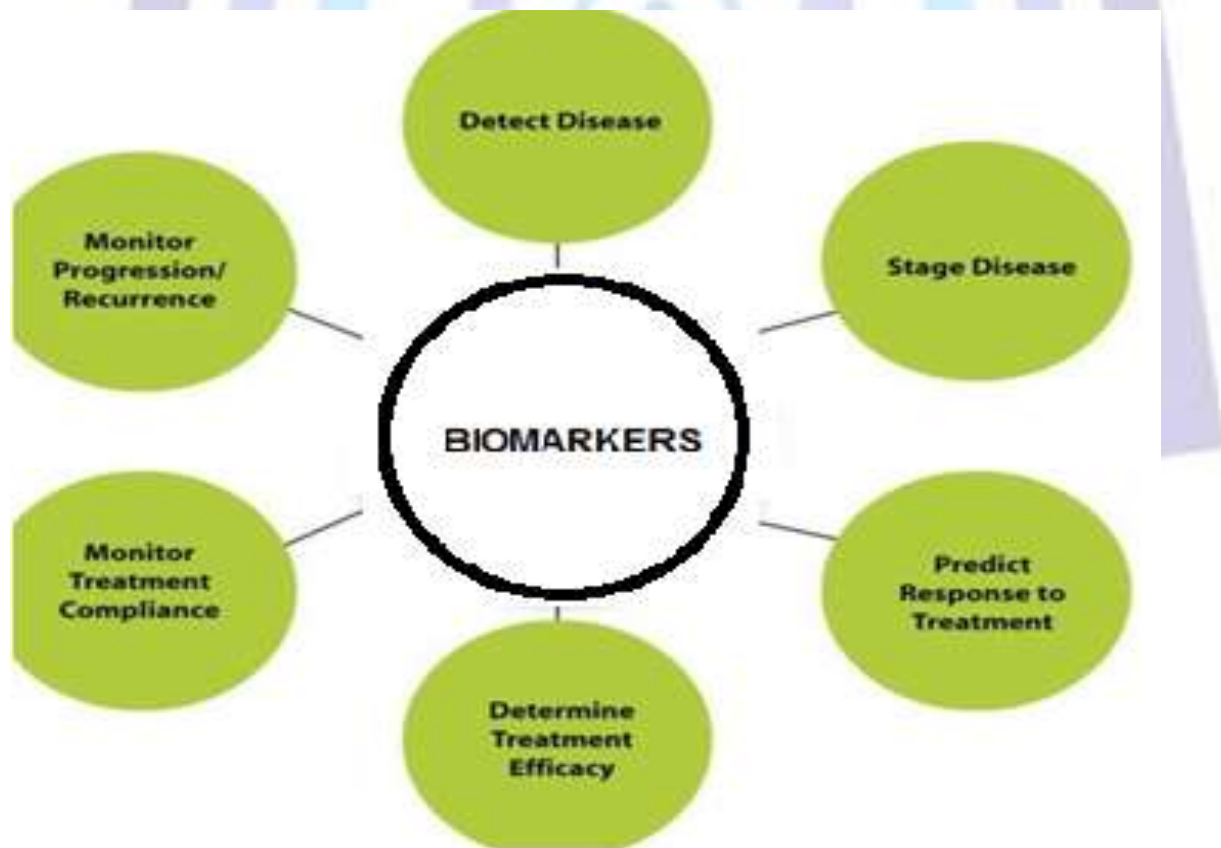 Detect Disease
Stage Disease
Predict
Response to
Treatment
Determine
Treatment
Efficacy
Monitor
Treatment
Compliance
Monitor
Progression/
Recurrence
BIOMARKERS